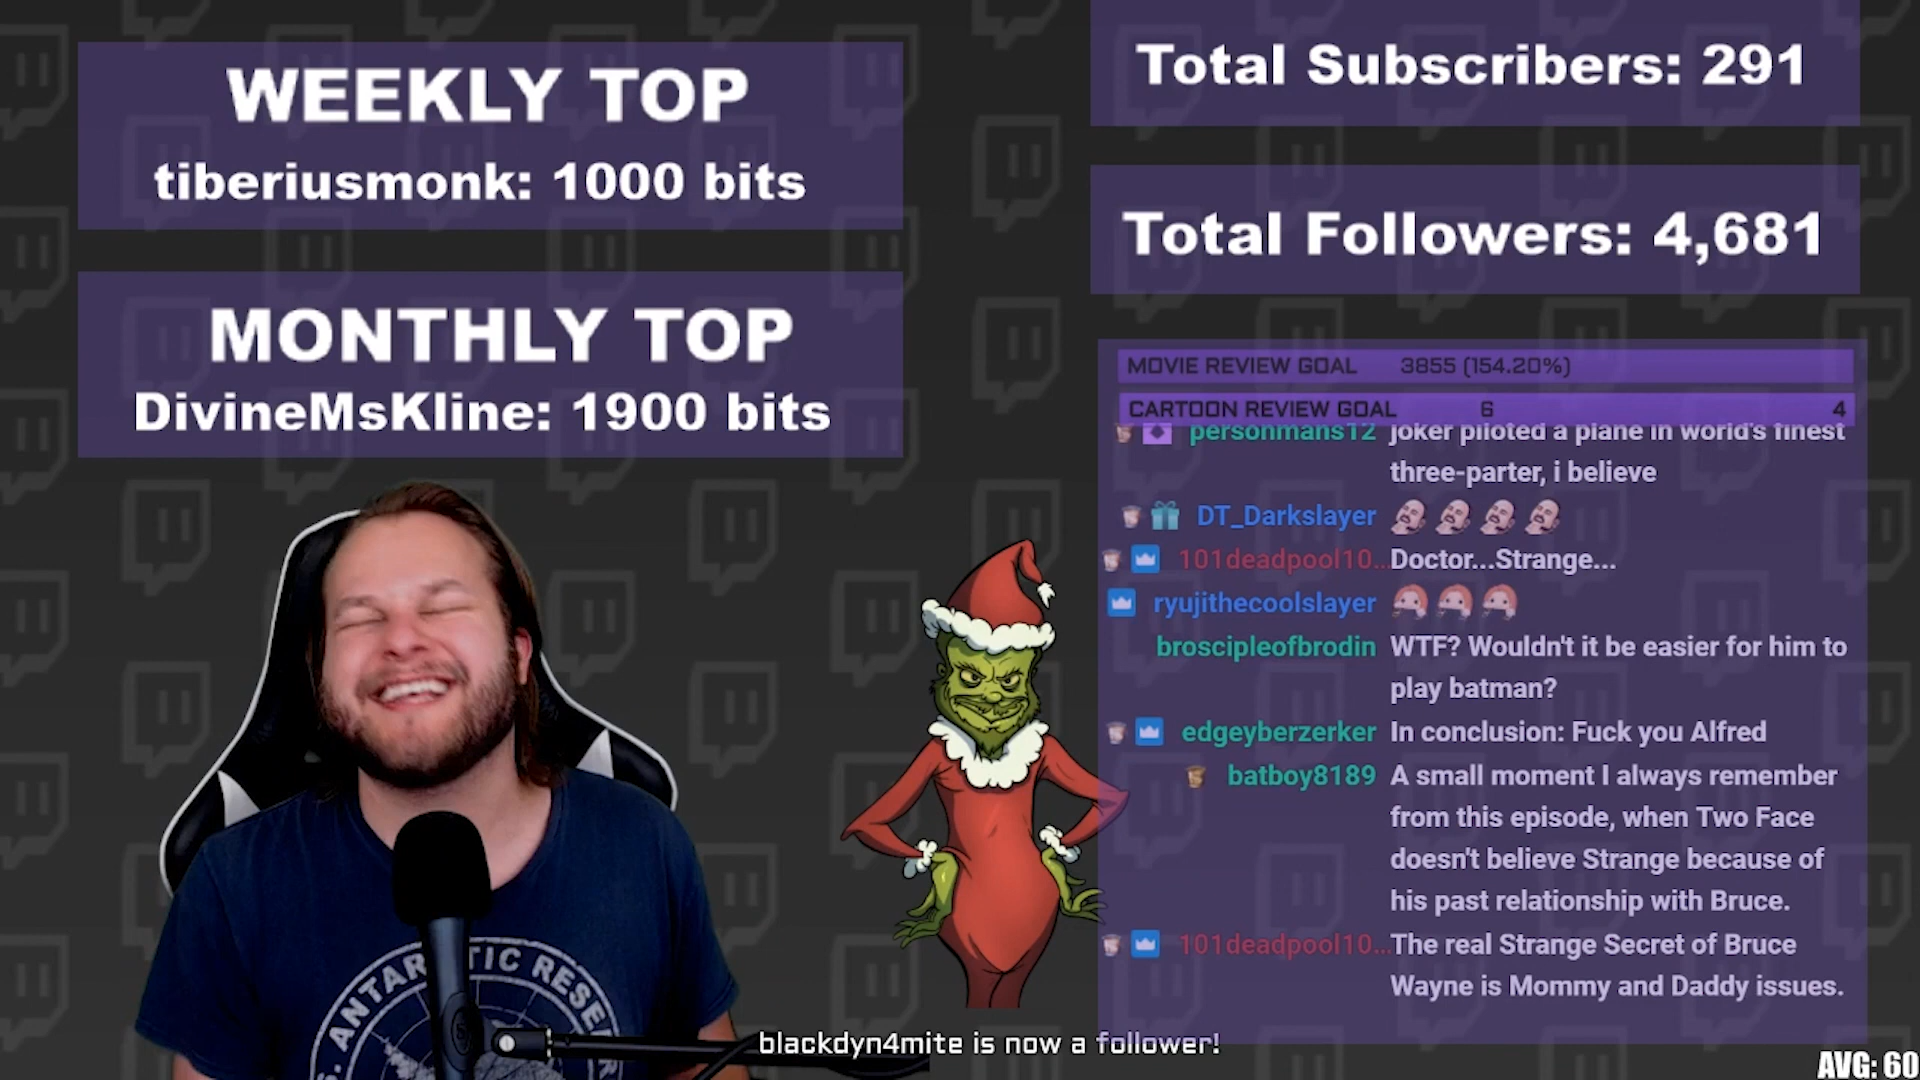 WEEKLY TOP
tiberiusmonk: 1000 bits
MONTHLY TOP
DivineMsKline: 1900 bits
Total Subscribers: 291
Total Followers: 4,681
MOVIE REVIEW GOAL 3855 (154.20%)
CARTOON REVIEW GOAL 6 4
personmans12 joker piloted a plane in world's finest
three-parter, i believe
DT_Darkslayer
101deadpool10... Doctor...Strange...
ryujithecoolslayer
broscipleofbrodin WTF? Wouldn't it be easier for him to
play batman?
edgeyberzerker In conclusion: Fuck you Alfred
batboy8189 A small moment I always remember
from this episode, when Two Face
doesn't believe Strange because of
his past relationship with Bruce.
101deadpool10... The real Strange Secret of Bruce
Wayne is Mommy and Daddy issues.
blackdyn4mite is now a follower!
AVG: 60